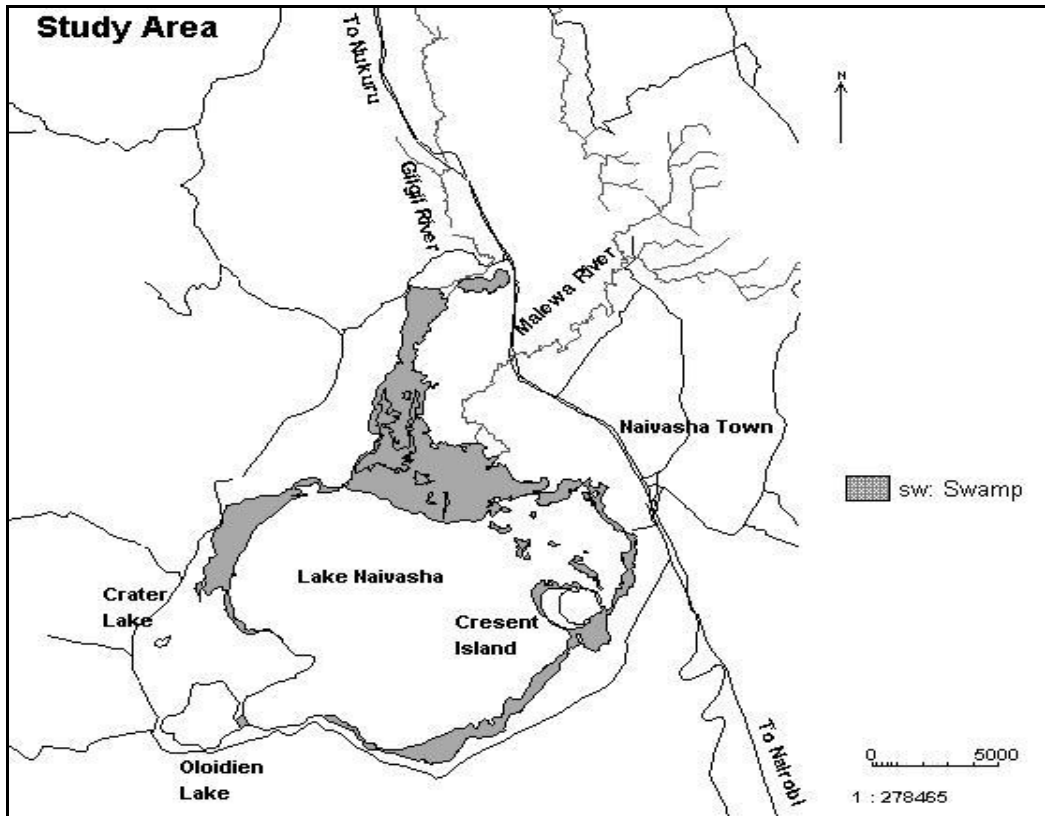 Study Area
To Nukuru
N
Gilgil River
Malewa River
Naivasha Town
sw: Swamp
Lake Naivasha
Crater
Lake
Cresent
Island
Oloidien
Lake
To Nairobi
0 5000
1 : 278465